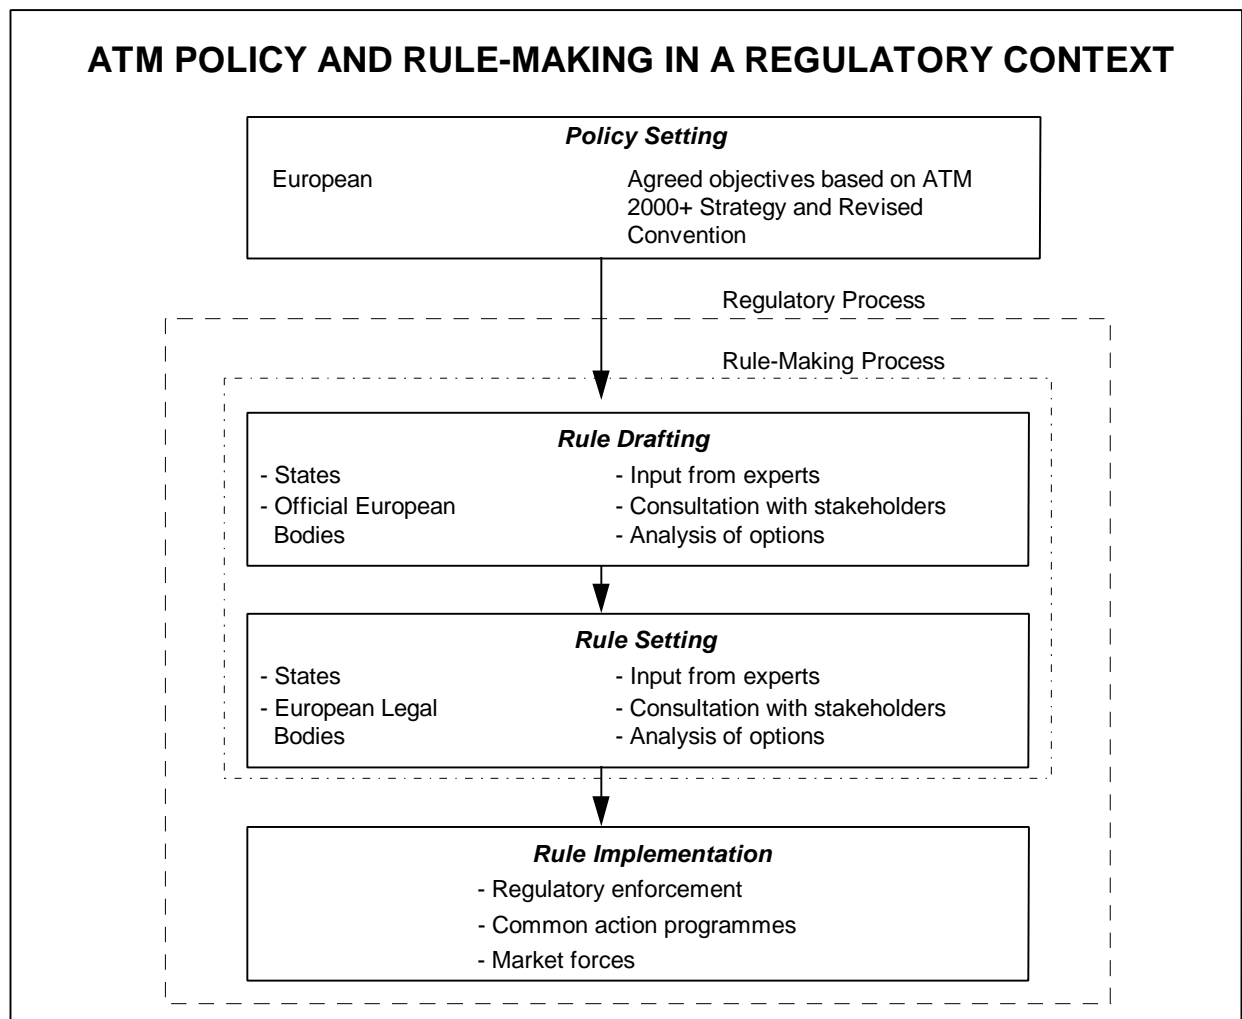 ATM POLICY AND RULE-MAKING IN A REGULATORY CONTEXT
Policy Setting
European
Agreed objectives based on ATM
2000+ Strategy and Revised
Convention
Regulatory Process
Rule-Making Process
Rule Drafting
- States
- Official European
Bodies
- Input from experts
- Consultation with stakeholders
- Analysis of options
Rule Setting
- States
- European Legal
Bodies
- Input from experts
- Consultation with stakeholders
- Analysis of options
Rule Implementation
- Regulatory enforcement
- Common action programmes
- Market forces